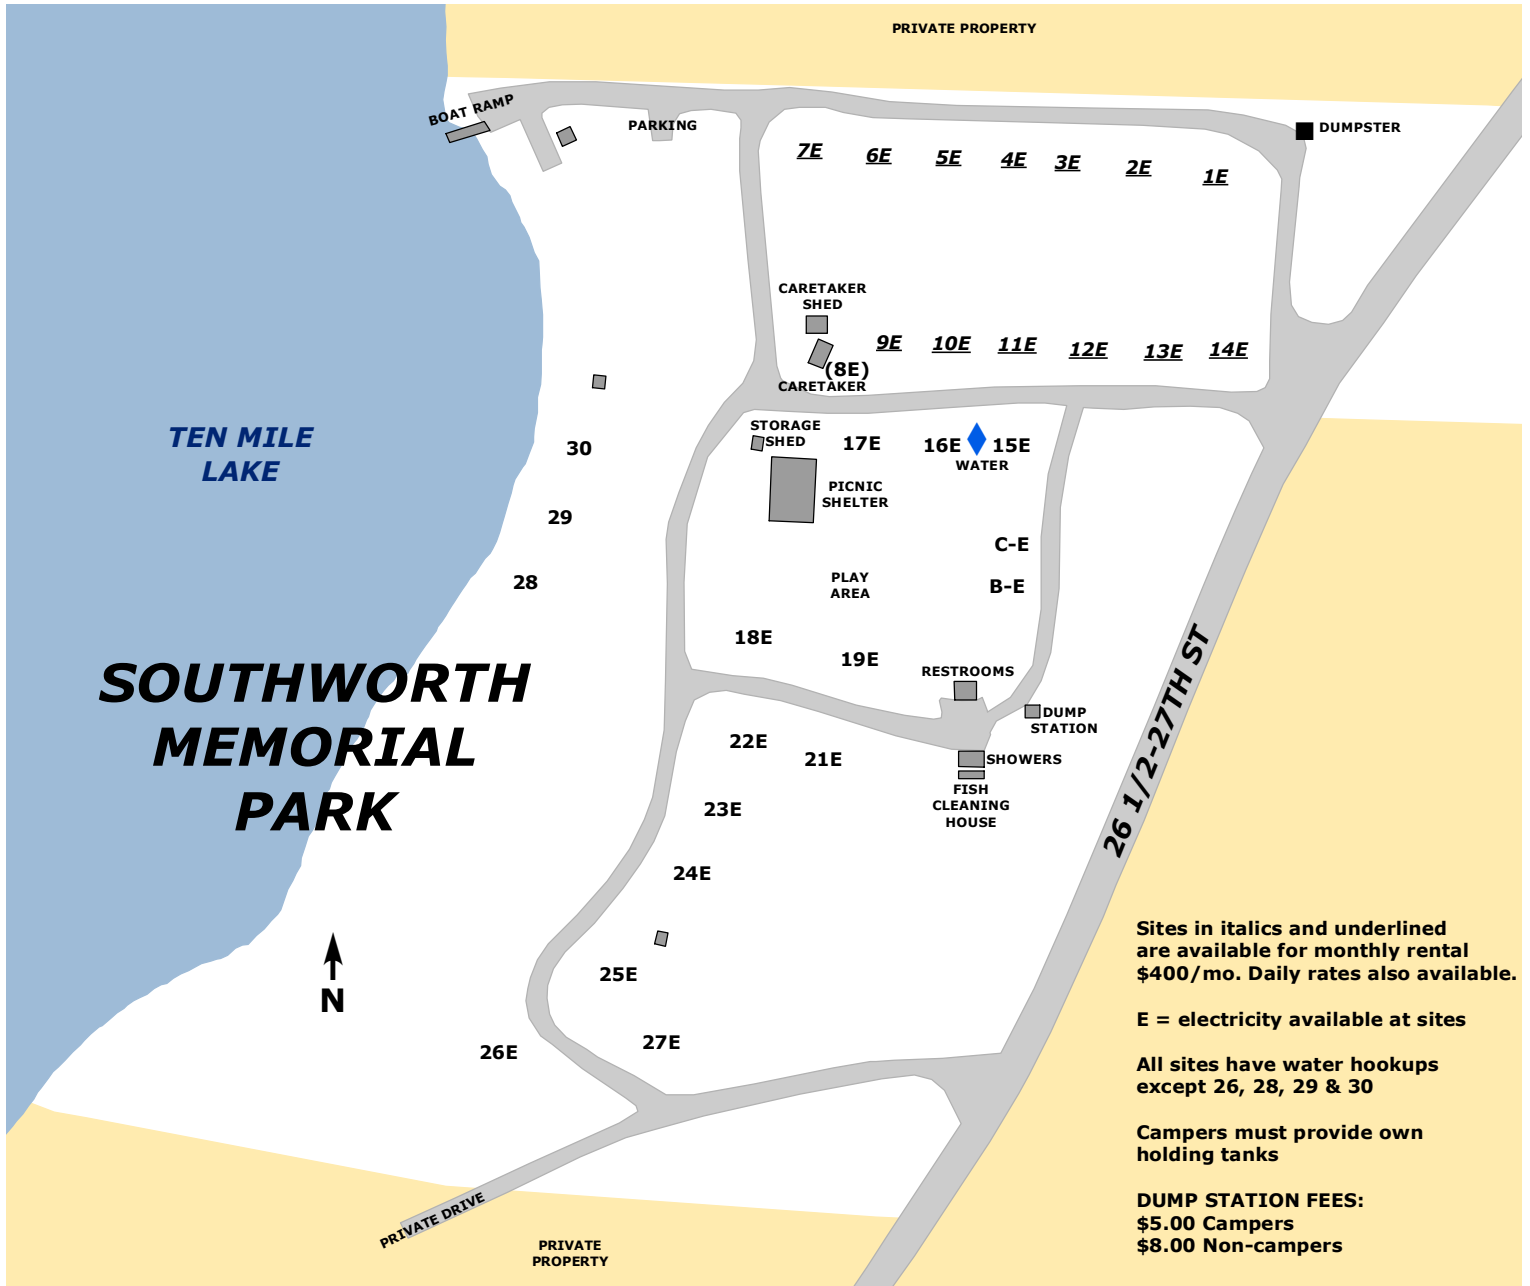 PRIVATE PROPERTY
BOAT RAMP
PARKING
DUMPSTER
7E
6E
5E
4E
3E
2E
1E
CARETAKER
SHED
9E
10E
11E
12E
13E
14E
(8E)
CARETAKER
TEN MILE
LAKE
30
29
28
STORAGE
SHED
17E
16E
15E
WATER
PICNIC
SHELTER
C-E
B-E
PLAY
AREA
18E
19E
RESTROOMS
DUMP
STATION
SOUTHWORTH
MEMORIAL
PARK
22E
21E
SHOWERS
FISH
CLEANING
HOUSE
26 1/2-27TH ST
23E
24E
25E
26E
27E
N
Sites in italics and underlined
are available for monthly rental
$400/mo. Daily rates also available.
E = electricity available at sites
All sites have water hookups
except 26, 28, 29 & 30
Campers must provide own
holding tanks
DUMP STATION FEES:
$5.00 Campers
$8.00 Non-campers
PRIVATE DRIVE
PRIVATE
PROPERTY